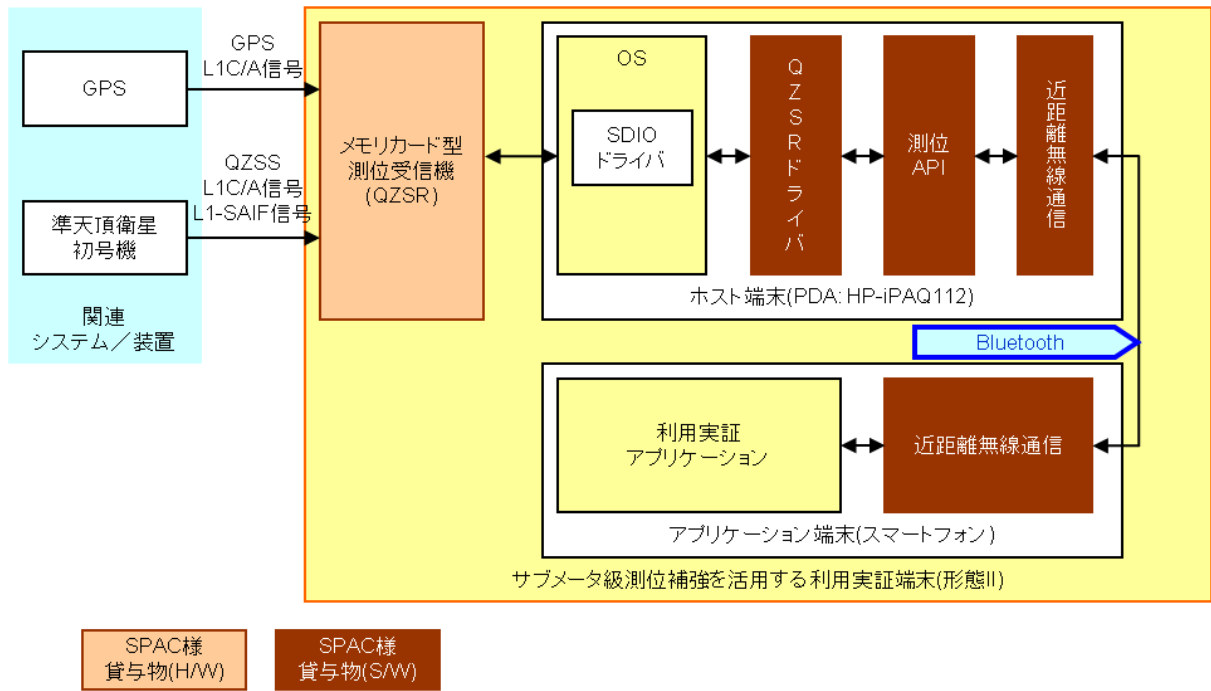 GPS
GPS
L1C/A信号
QZSS
L1C/A信号
L1-SAIF信号
準天頂衛星
初号機
関連
システム／装置
メモリカード型
測位受信機
(QZSR)
OS
SDIO
ドライバ
QZSRドライバ
測位
API
近距離無線通信
ホスト端末(PDA: HP-iPAQ112)
Bluetooth
利用実証
アプリケーション
近距離無線通信
アプリケーション端末(スマートフォン)
サブメータ級測位補強を活用する利用実証端末(形態II)
SPAC様
貸与物(H/W)
SPAC様
貸与物(S/W)